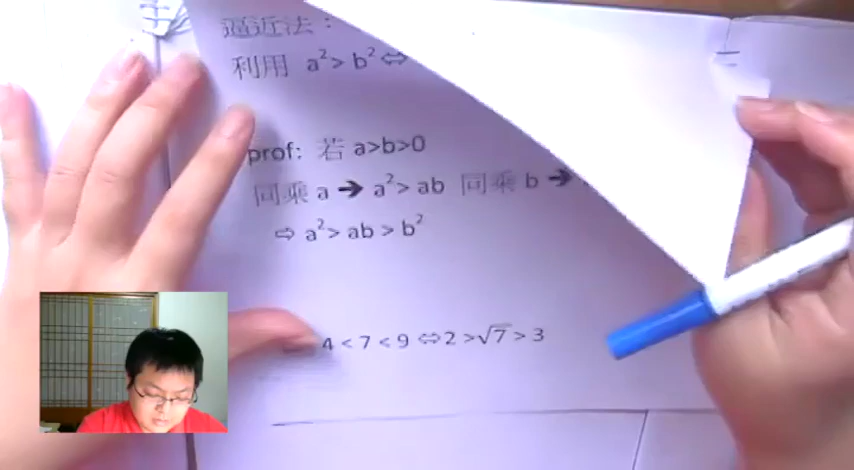 逼近法：
利用 a²> b² ⇔
prof: 若 a>b>0
同乘 a ➔ a²> ab 同乘 b ➔
⇨ a²> ab > b²
4 < 7 < 9 ⇔ 2 >√7 > 3